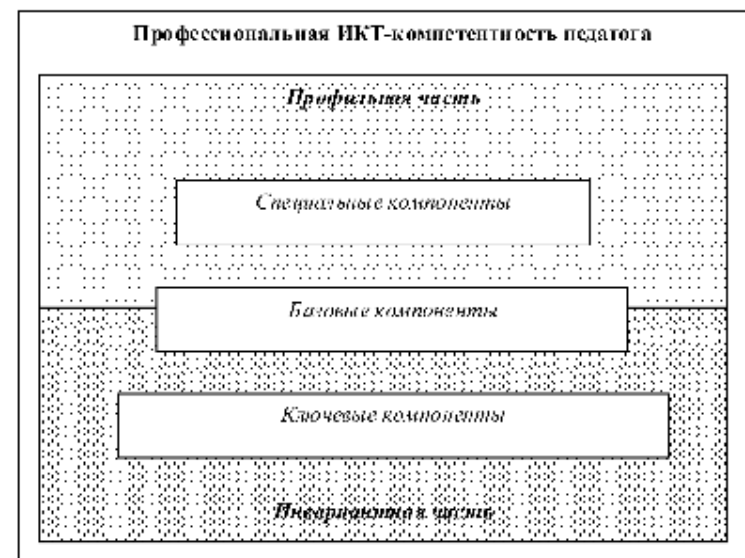 Профессиональная ИКТ-компетентность педагога
Профильная часть
Специальные компоненты
Базовые компоненты
Ключевые компоненты
Инвариантная часть